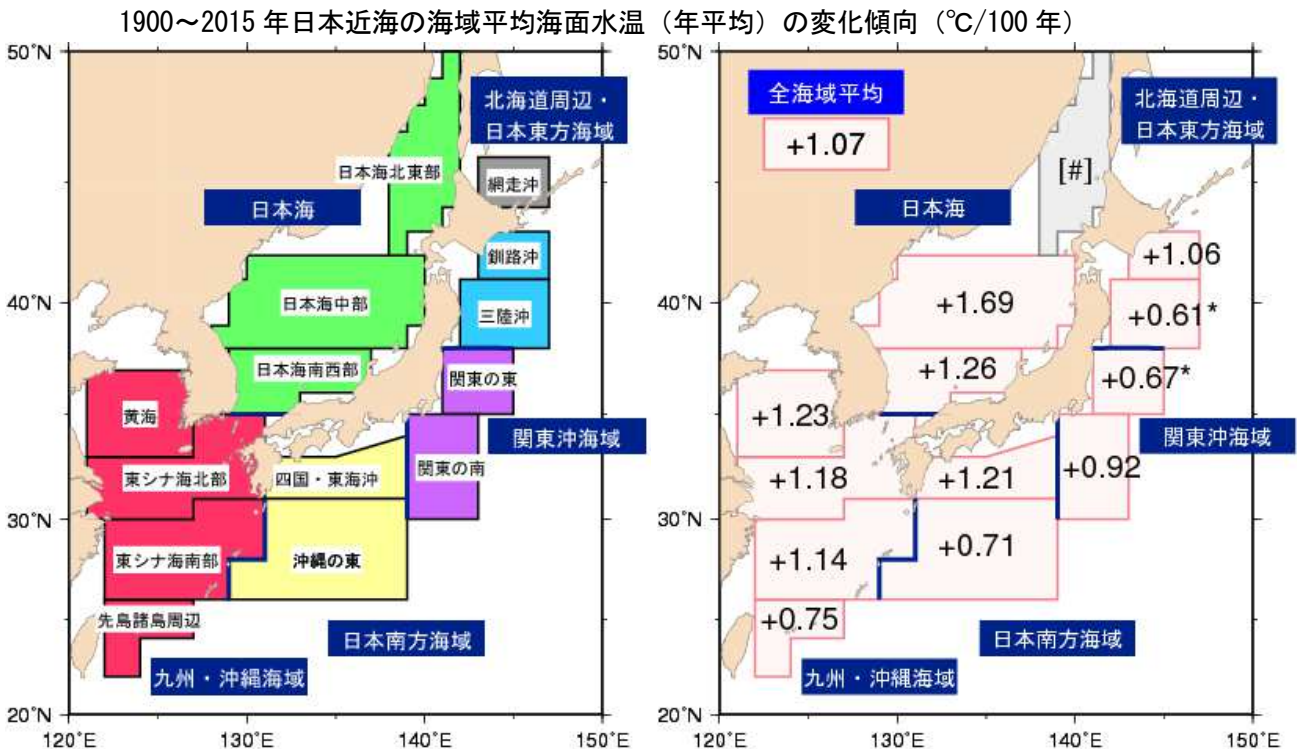 1900～2015年日本近海の海域平均海面水温（年平均）の変化傾向（℃/100年）
50°N
40°N
30°N
20°N
120°E
130°E
140°E
150°E
北海道周辺・
日本東方海域
日本海北東部
網走沖
日本海
釧路沖
日本海中部
三陸沖
日本海南西部
関東の東
黄海
関東沖海域
東シナ海北部
四国・東海沖
関東の南
東シナ海南部
沖縄の東
先島諸島周辺
日本南方海域
九州・沖縄海域
50°N
40°N
30°N
20°N
120°E
130°E
140°E
150°E
全海域平均
+1.07
北海道周辺・
日本東方海域
[#]
日本海
+1.06
+1.69
+0.61*
+1.26
+0.67*
+1.23
関東沖海域
+1.18
+1.21
+0.92
+1.14
+0.71
+0.75
日本南方海域
九州・沖縄海域